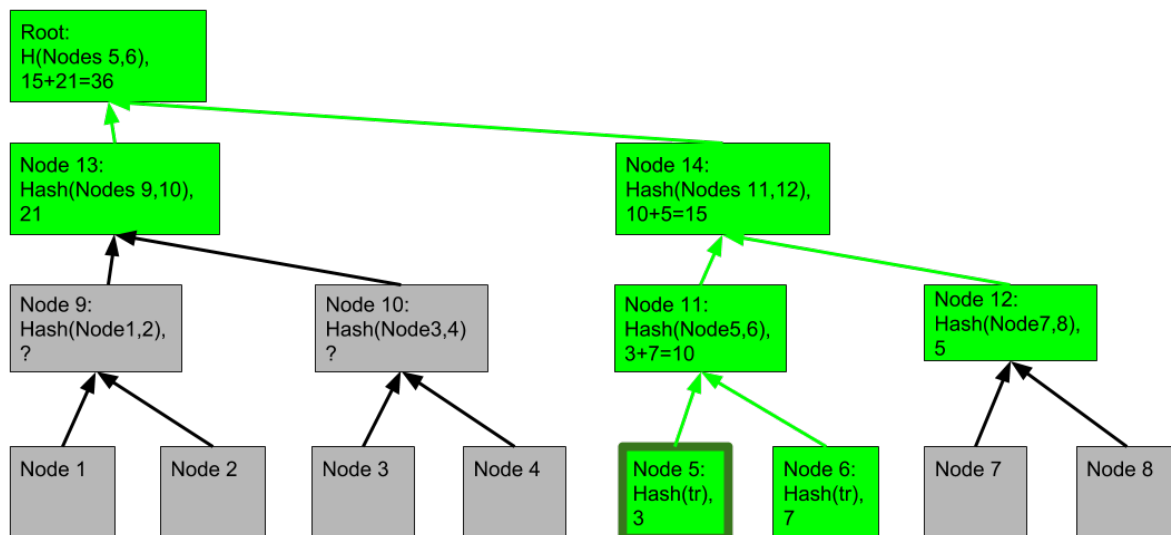 Root:
H(Nodes 5,6),
15+21=36
Node 13:
Hash(Nodes 9,10),
21
Node 14:
Hash(Nodes 11,12),
10+5=15
Node 9:
Hash(Node1,2),
?
Node 10:
Hash(Node3,4)
?
Node 11:
Hash(Node5,6),
3+7=10
Node 12:
Hash(Node7,8),
5
Node 1
Node 2
Node 3
Node 4
Node 5:
Hash(tr),
3
Node 6:
Hash(tr),
7
Node 7
Node 8